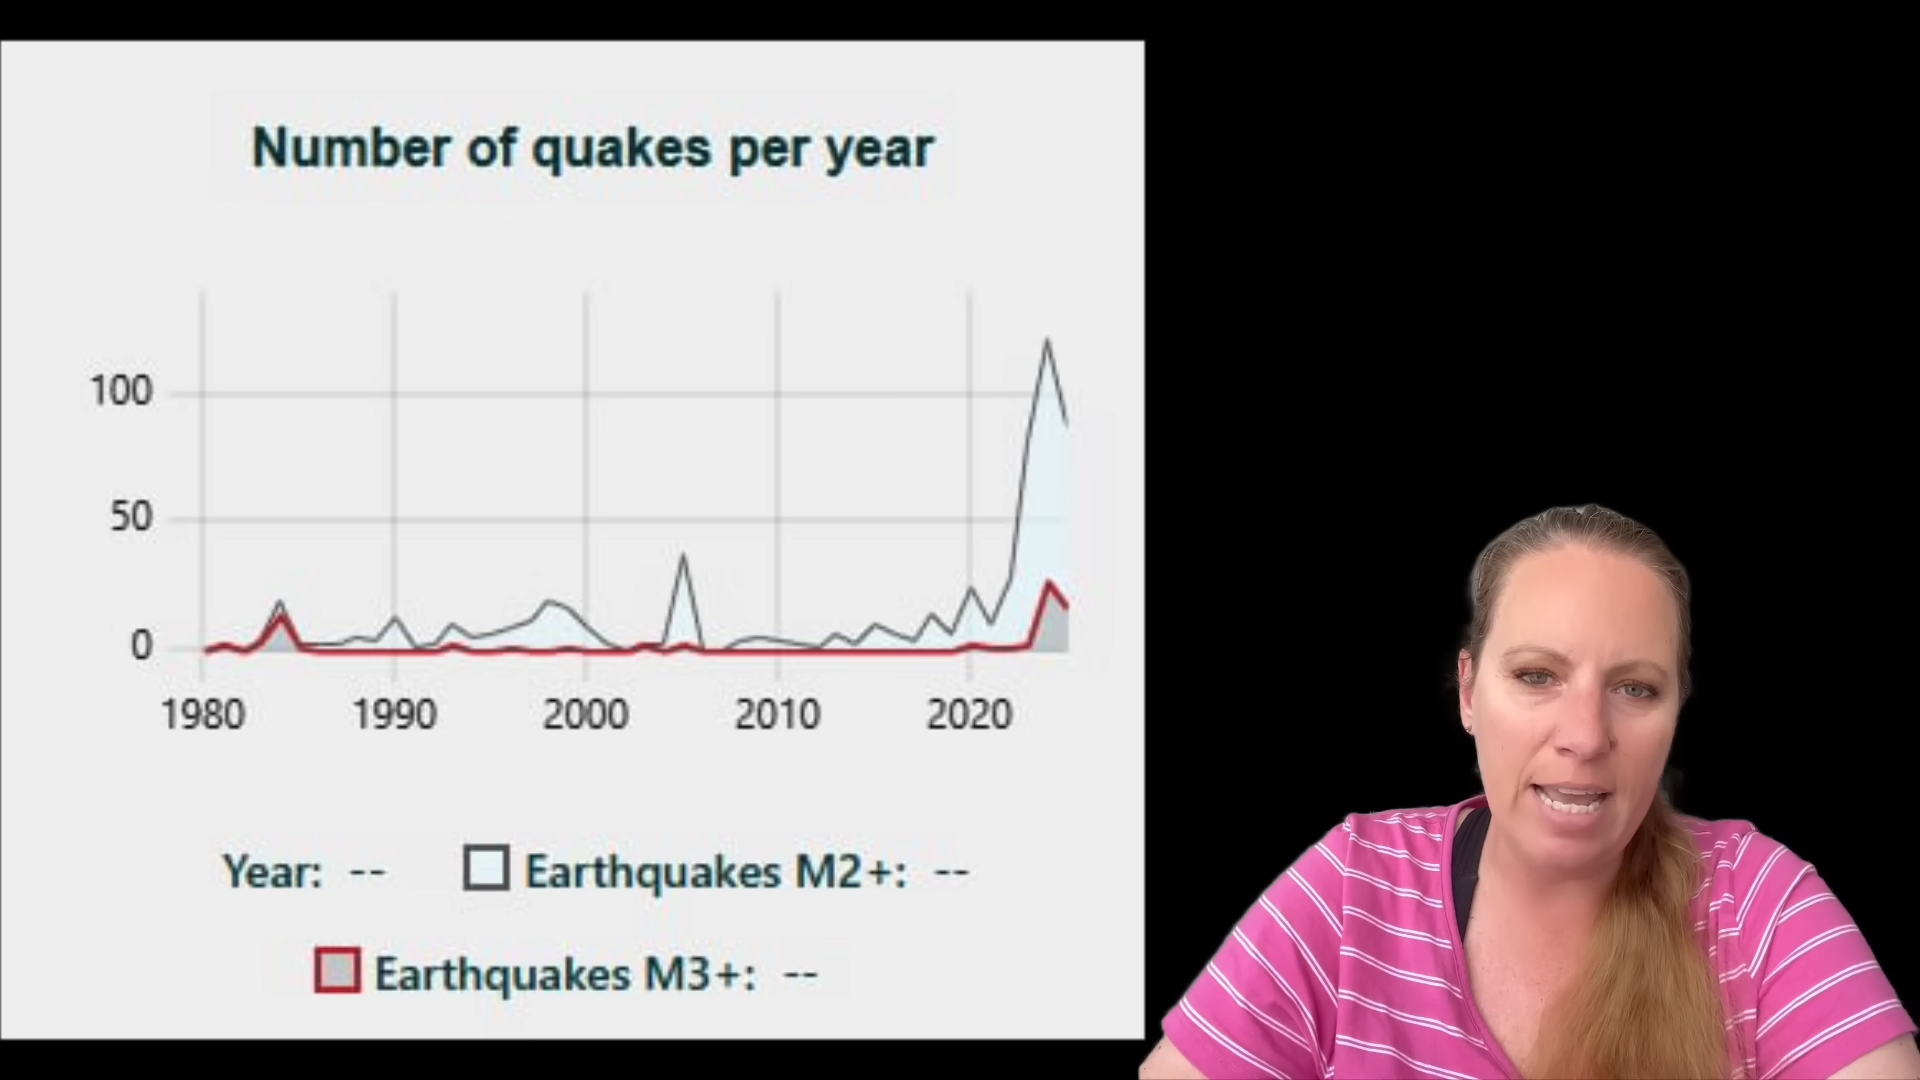 Number of quakes per year
100
50
0
1980 1990 2000 2010 2020
Year: -- Earthquakes M2+: --
Earthquakes M3+: --